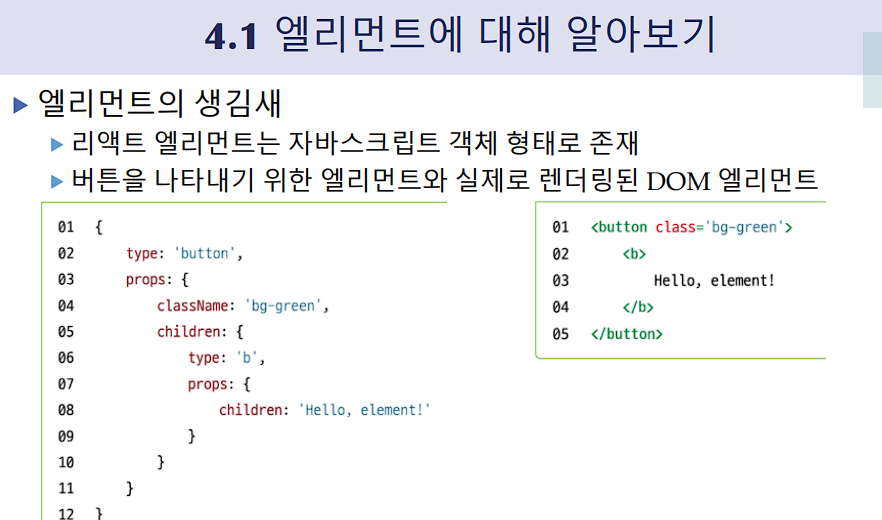 4.1 엘리먼트에 대해 알아보기
엘리먼트의 생김새
리액트 엘리먼트는 자바스크립트 객체 형태로 존재
버튼을 나타내기 위한 엘리먼트와 실제로 렌더링된 DOM 엘리먼트
01 {
02     type: 'button',
03     props: {
04         className: 'bg-green',
05         children: {
06             type: 'b',
07             props: {
08                 children: 'Hello, element!'
09             }
10         }
11     }
12 }
01 <button class='bg-green'>
02     <b>
03         Hello, element!
04     </b>
05 </button>